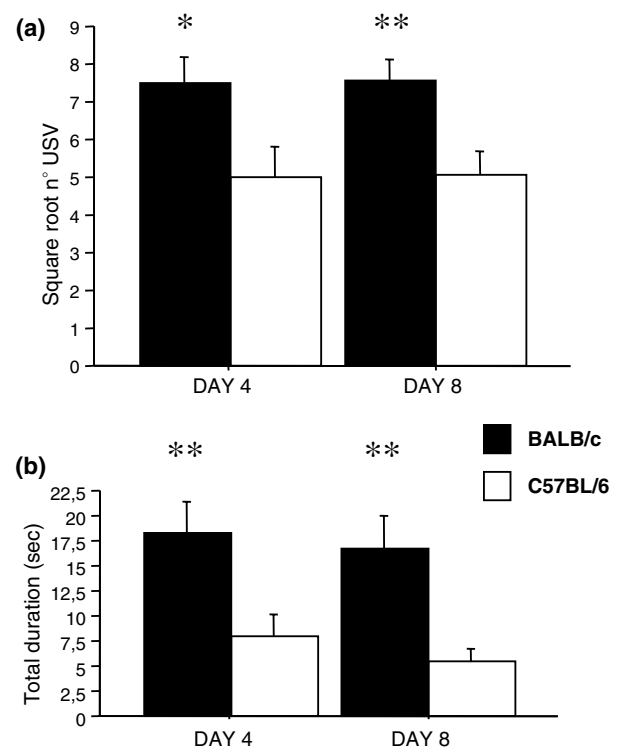 (a)
* **
Square root n° USV
9
8
7
6
5
4
3
2
1
0
DAY 4 DAY 8
BALB/c
C57BL/6
(b)
** **
Total duration (sec)
22,5
20
17,5
15
12,5
10
7,5
5
2,5
0
DAY 4 DAY 8